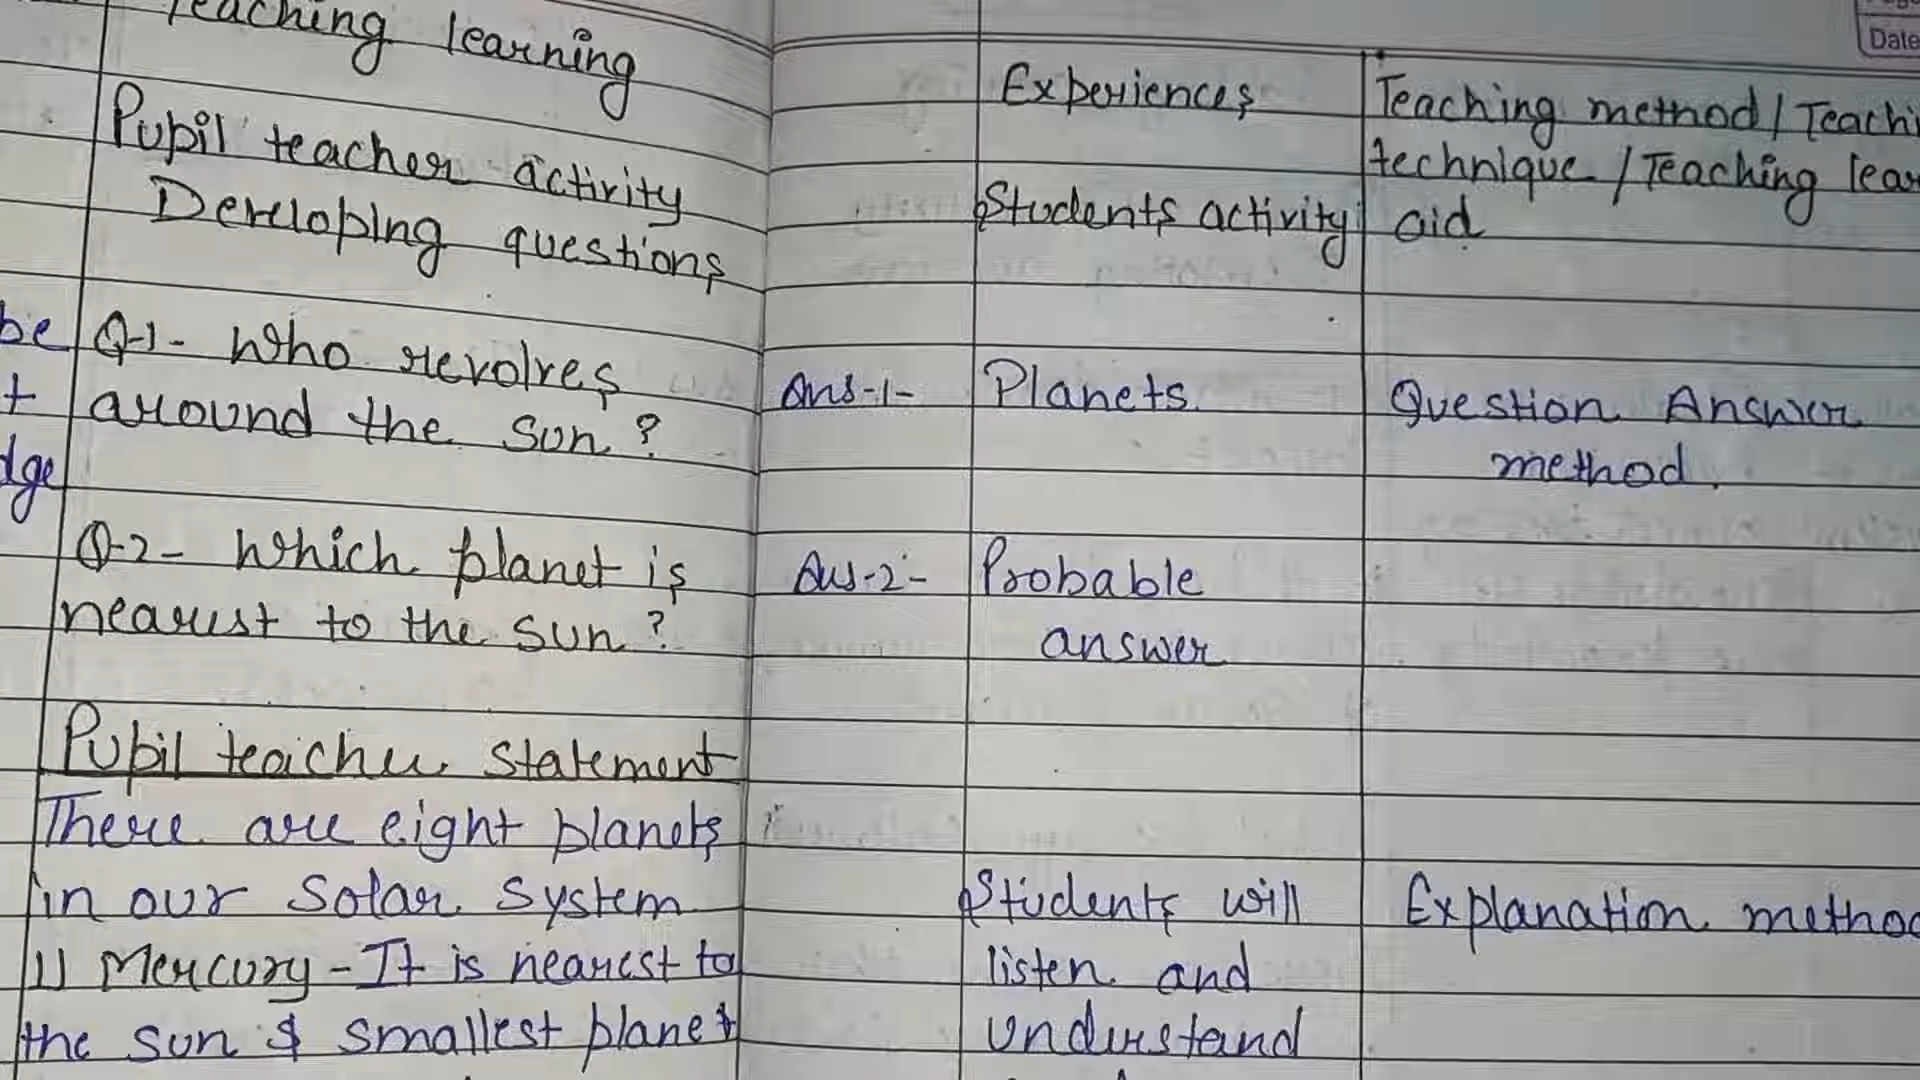 Teaching learning
Pupil teacher activity
Developing questions
be
t
dge
Q-1- Who revolves
around the sun?
Q-2- Which planet is
nearest to the sun?
Pupil teacher statement
There are eight planets
in our solar system
1) Mercury - It is nearest to
the sun & smallest planet
Experiences
Students activity
Ans-1- Planets.
Ans-2- Probable
answer
Students will
listen and
understand
Date
Teaching method / Teachi
technique / Teaching lear
aid
Question Answer
method.
Explanation metho